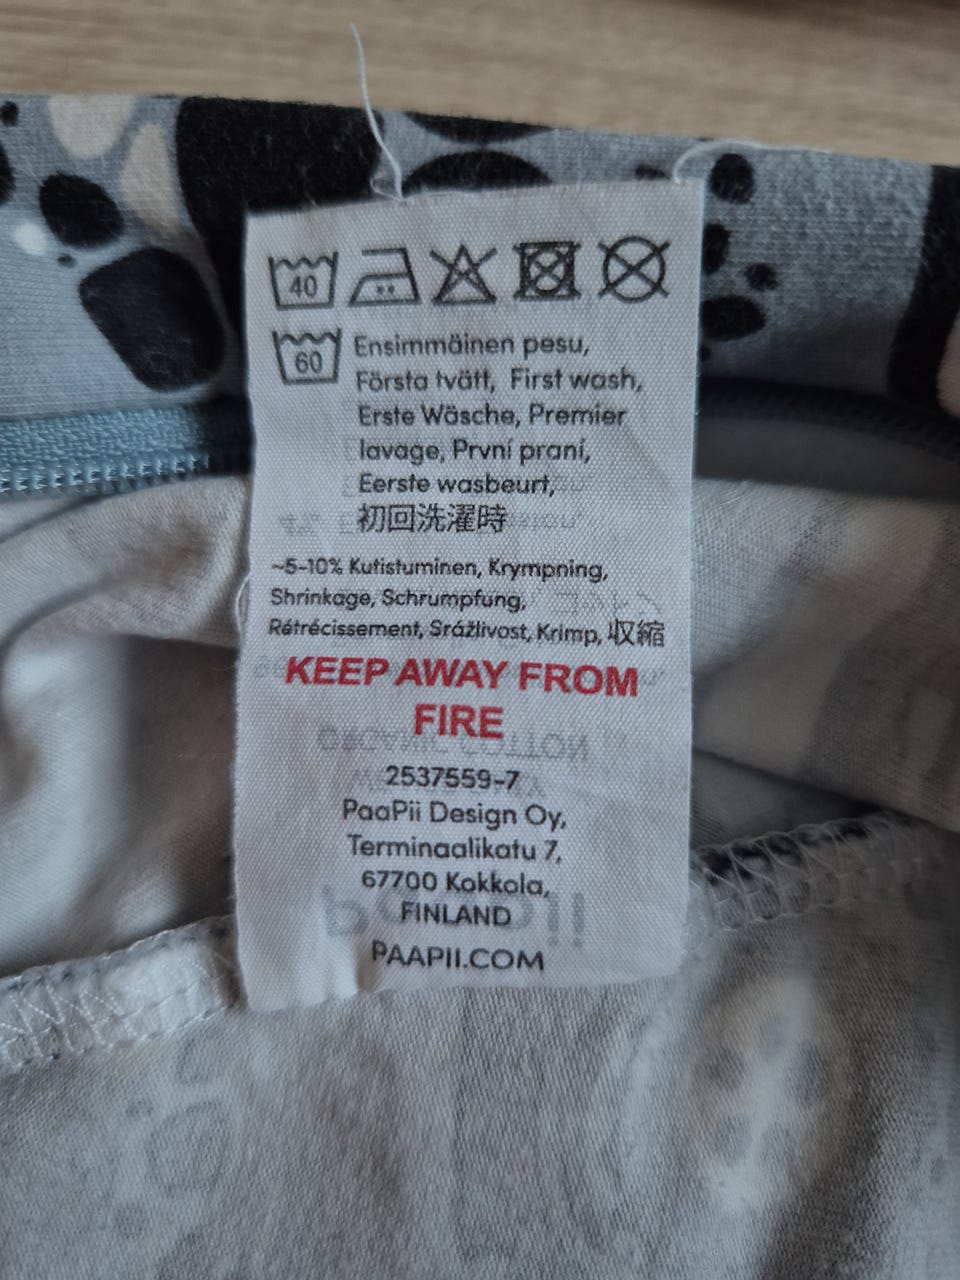 40
60 Ensimmäinen pesu,
Första tvätt, First wash,
Erste Wäsche, Premier
lavage, První praní,
Eerste wasbeurt,
初回洗濯時
~5-10% Kutistuminen, Krympning,
Shrinkage, Schrumpfung,
Rétrécissement, Srážlivost, Krimp, 収縮
KEEP AWAY FROM
FIRE
2537559-7
PaaPii Design Oy,
Terminaalikatu 7,
67700 Kokkola,
FINLAND
PAAPII.COM
ORGANIC COTTON